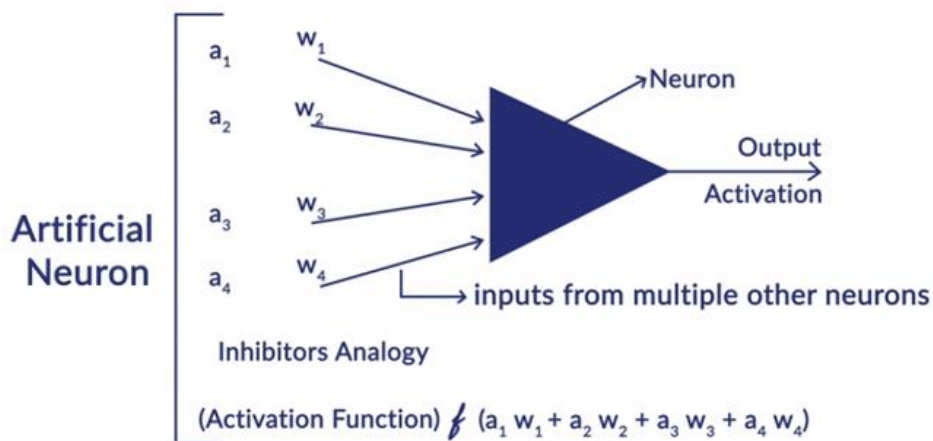 a₁ w₁
a₂ w₂
a₃ w₃
a₄ w₄
Artificial
Neuron
Neuron
Output
Activation
inputs from multiple other neurons
Inhibitors Analogy
(Activation Function) f (a₁ w₁ + a₂ w₂ + a₃ w₃ + a₄ w₄)